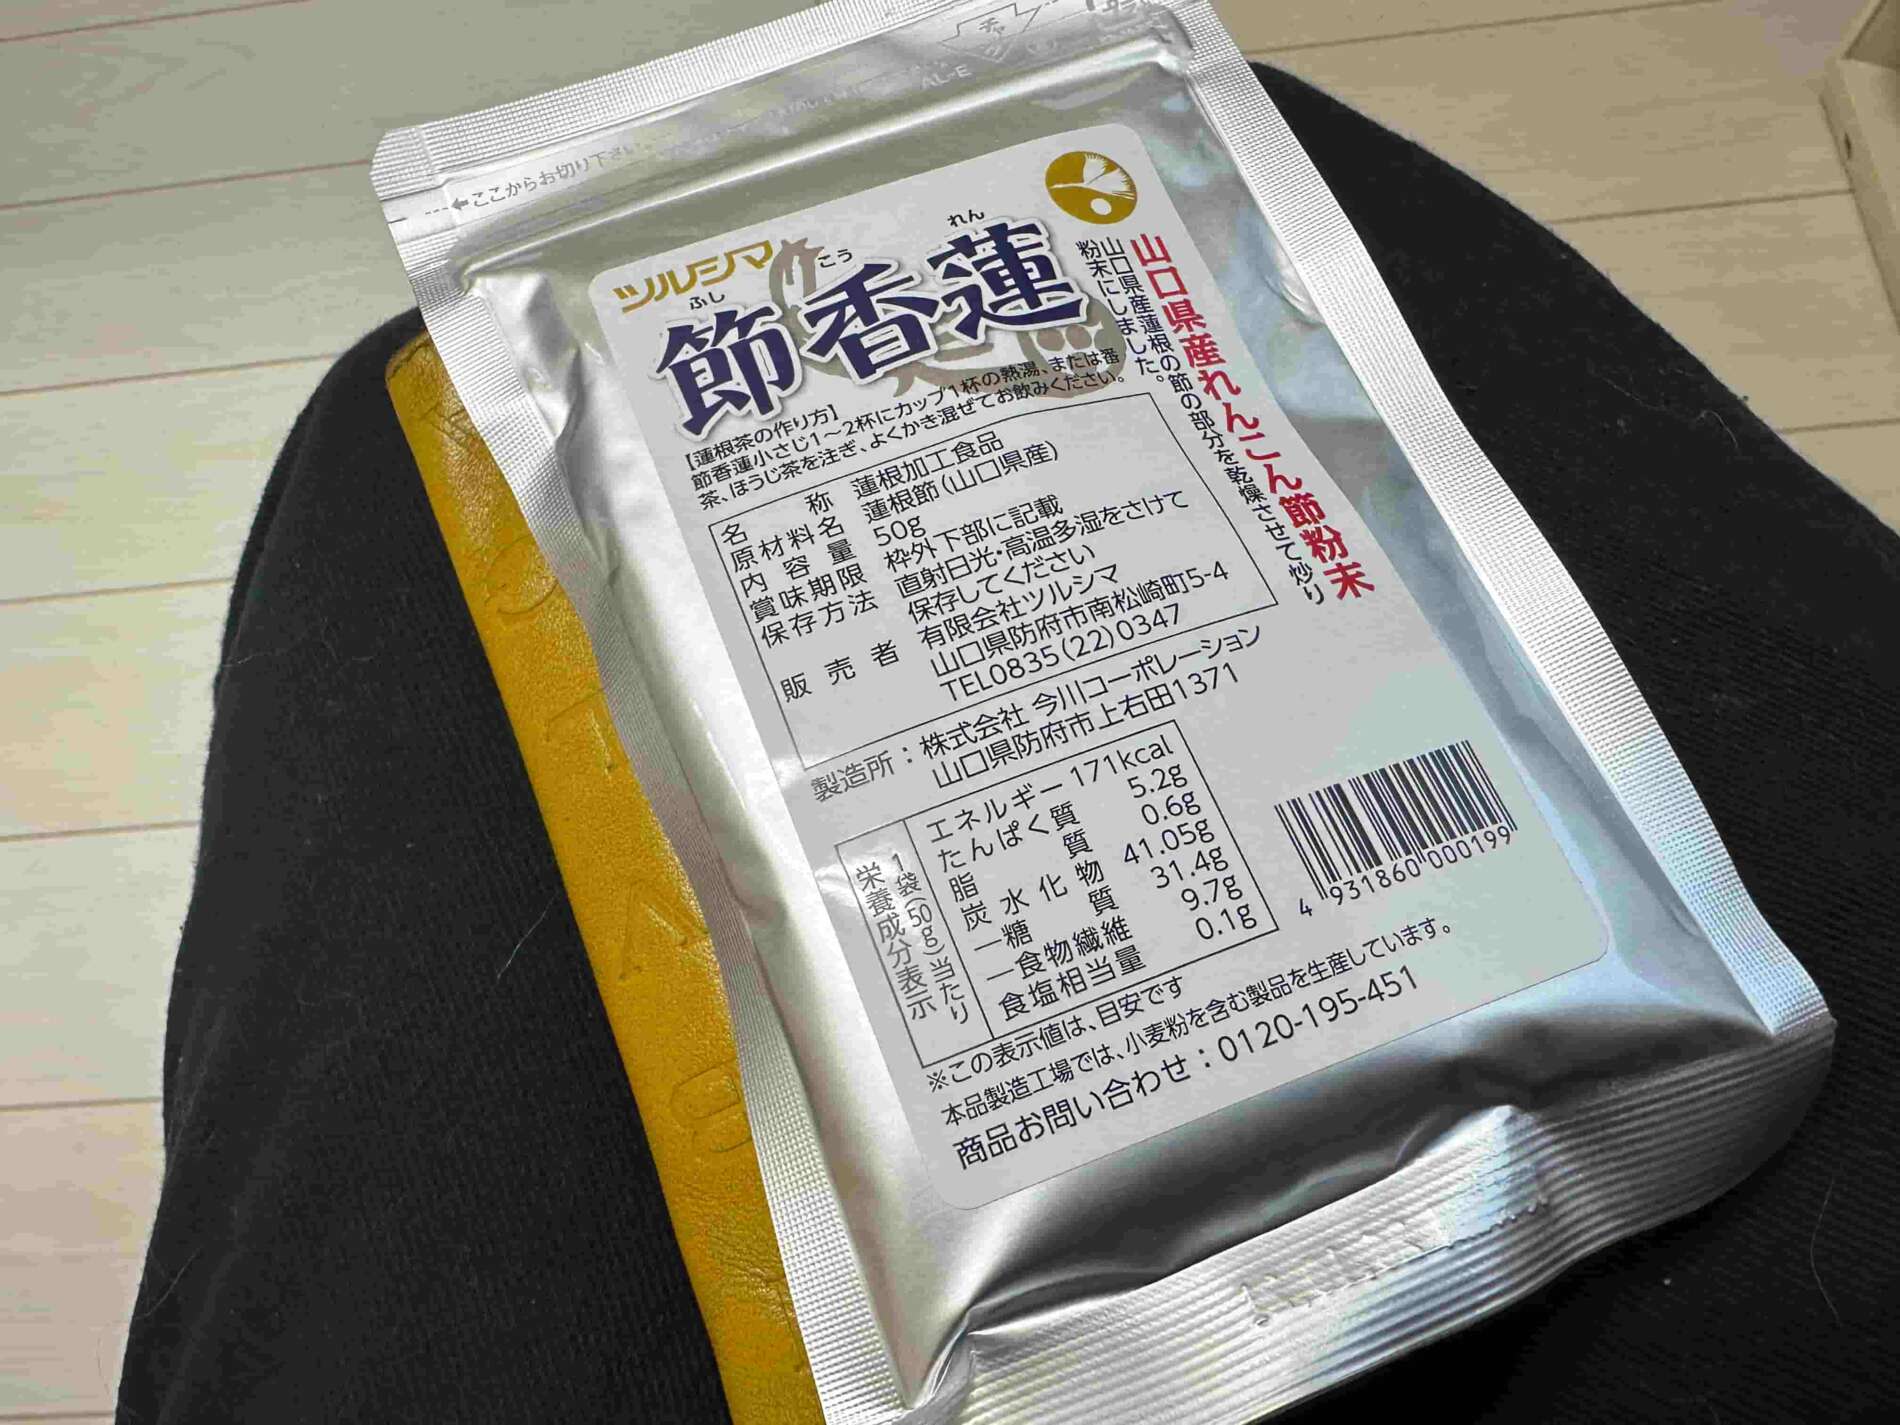 ←ここからお切り下さい。
AL-E
ツルシマ
ふし こう れん
節香蓮
山口県産れんこん節粉末
山口県産蓮根の節の部分を乾燥させて炒り
粉末にしました。
【蓮根茶の作り方】
節香蓮小さじ1〜2杯にカップ1杯の熱湯、または番
茶、ほうじ茶を注ぎ、よくかき混ぜてお飲みください。
名称 蓮根加工食品
原材料名 蓮根節(山口県産)
内容量 50g
賞味期限 枠外下部に記載
保存方法 直射日光・高温多湿をさけて
保存してください
販売者 有限会社ツルシマ
山口県防府市南松崎町5-4
TEL0835(22)0347
製造所：株式会社 今川コーポレーション
山口県防府市上右田1371
栄養成分表示
1袋(50g)当たり
エネルギー 171kcal
たんぱく質 5.2g
脂質 0.6g
炭水化物 41.05g
―糖質 31.4g
―食物繊維 9.7g
食塩相当量 0.1g
※この表示値は、目安です
本品製造工場では、小麦粉を含む製品を生産しています。
商品お問い合わせ：0120-195-451
4 931860 000199